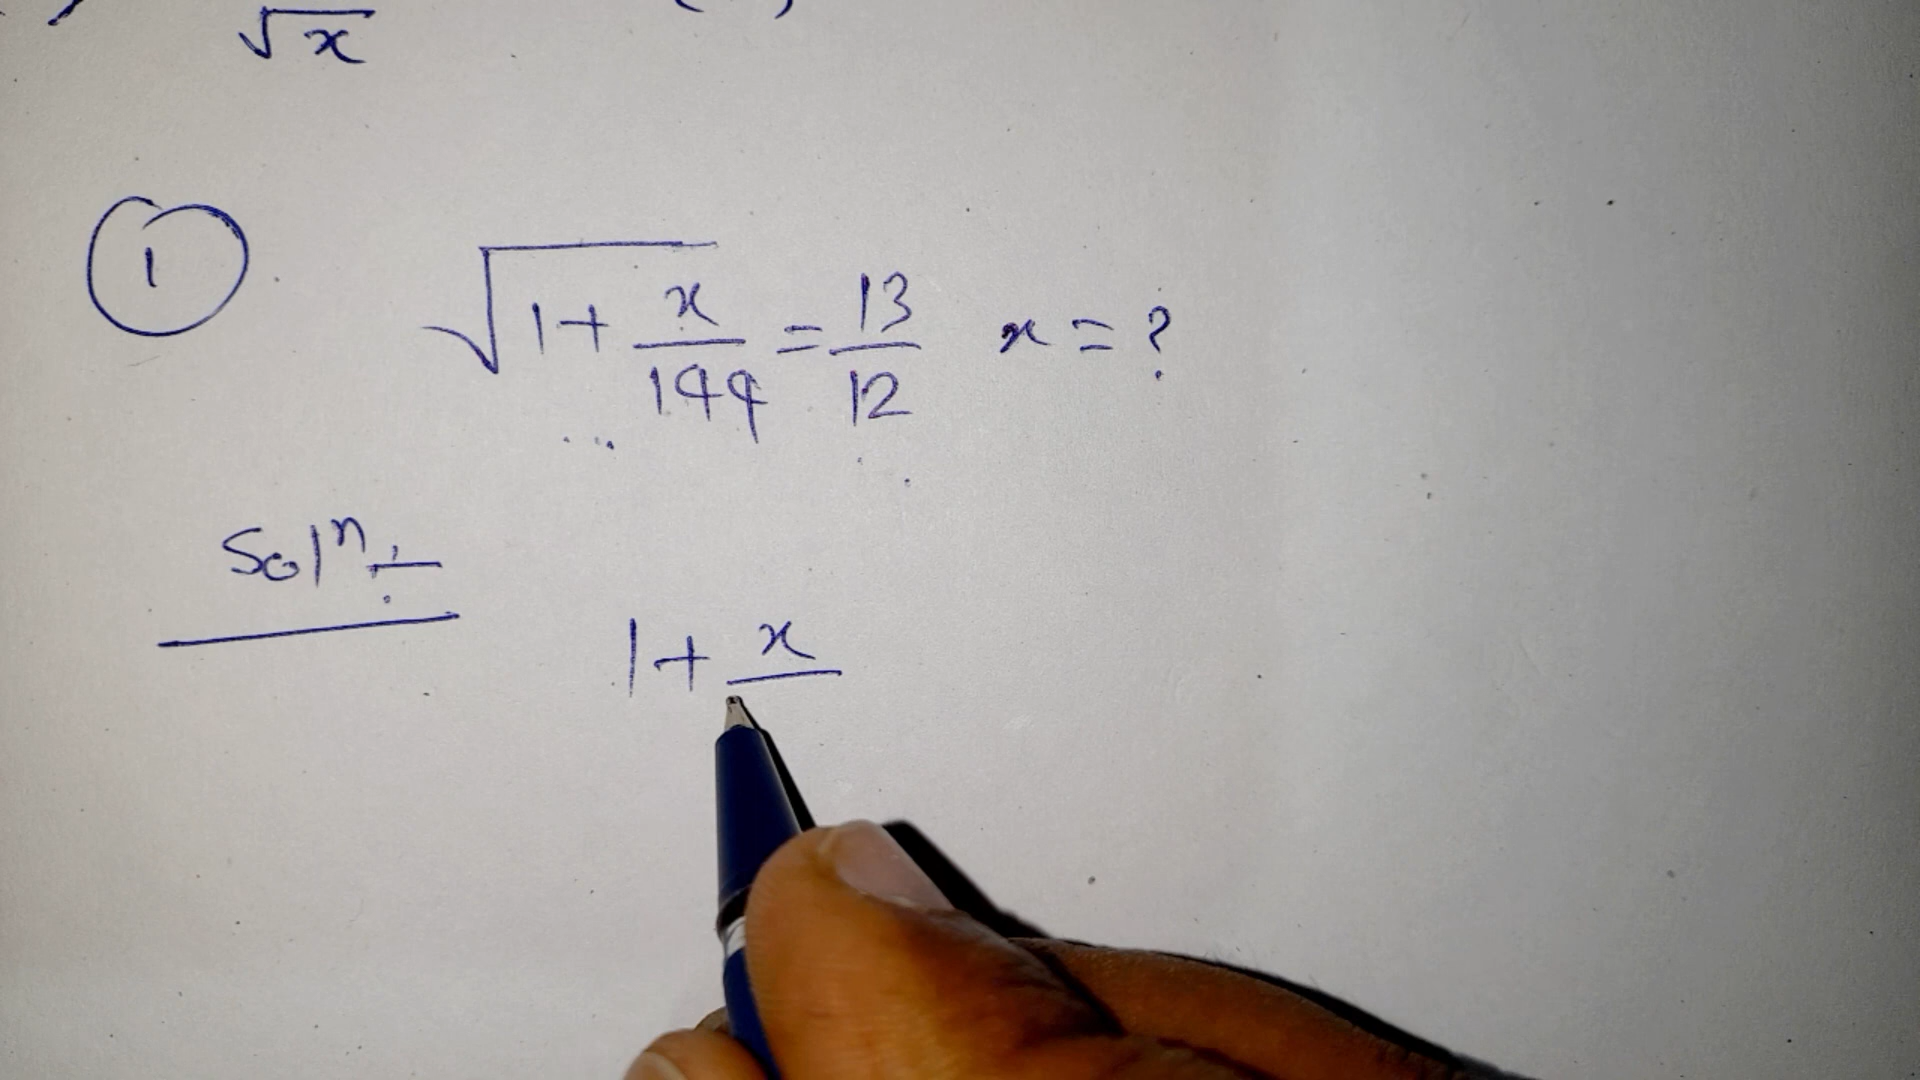 √x
①
√(1 + x/144) = 13/12 x = ?
Solⁿ :-
1 + x